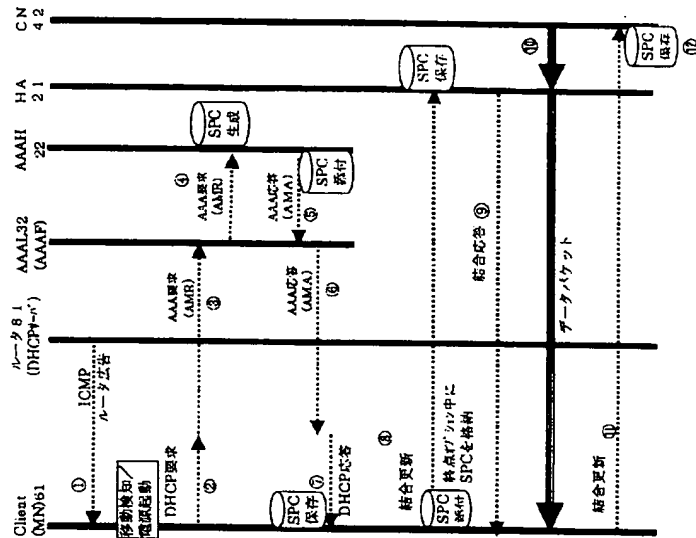 Client
(MN)61
ルータ81
(DHCPサーバ)
AAAL32
(AAAF)
AAAH
22
HA
21
CN
42
①
ICMP
ルータ広告
移動検知/
電源起動
DHCP要求
②
AAA要求
(AMR)
③
④
AAA要求
(AMR)
SPC
生成
AAA応答
(AMA)
⑤
SPC
添付
AAA応答
(AMA)
⑥
SPC
保存
⑦
DHCP応答
⑧
結合更新
SPC
添付
終点オプション中に
SPCを格納
SPC
保存
結合応答 ⑨
⑩
データパケット
結合更新
⑪
SPC
保存
⑫